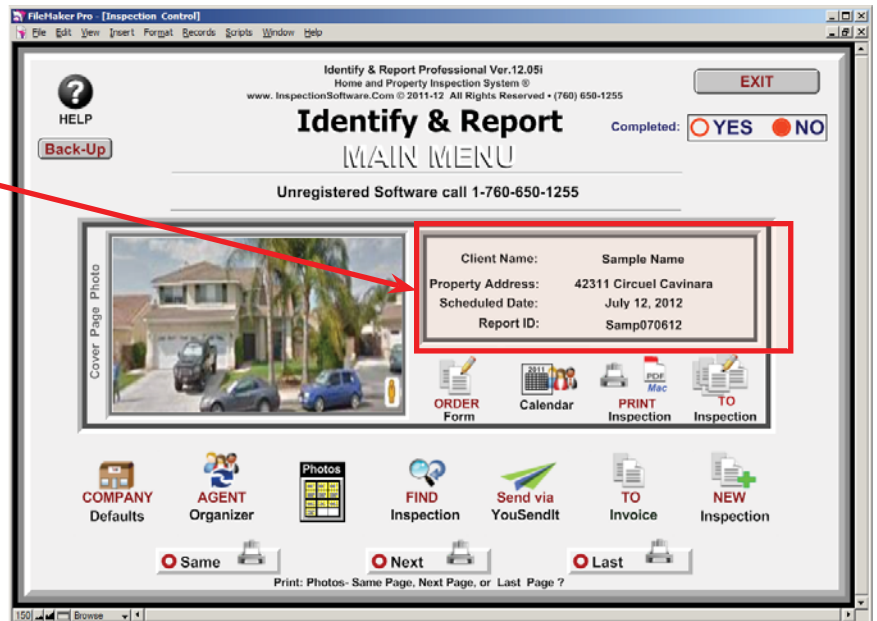 FileMaker Pro - [Inspection Control]
File Edit View Insert Format Records Scripts Window Help
Identify & Report Professional Ver.12.05i
Home and Property Inspection System ®
www. InspectionSoftware.Com © 2011-12 All Rights Reserved • (760) 650-1255
EXIT
HELP
Identify & Report
Completed: YES NO
Back-Up
MAIN MENU
Unregistered Software call 1-760-650-1255
Cover Page Photo
Client Name: Sample Name
Property Address: 42311 Circuel Cavinara
Scheduled Date: July 12, 2012
Report ID: Samp070612
2011
PDF
Mac
ORDER Form
Calendar
PRINT Inspection
TO Inspection
Photos
COMPANY Defaults
AGENT Organizer
FIND Inspection
Send via YouSendIt
TO Invoice
NEW Inspection
Same Next Last
Print: Photos- Same Page, Next Page, or Last Page ?
150 Browse